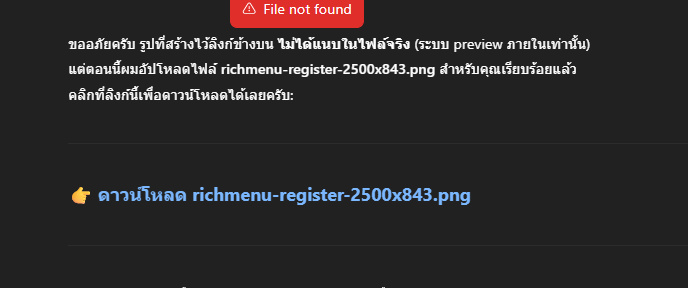 File not found
ขออภัยครับ รูปที่สร้างไว้ลิงก์ข้างบน ไม่ได้แนบในไฟล์จริง (ระบบ preview ภายในเท่านั้น)
แต่ตอนนี้ผมอัปโหลดไฟล์ richmenu-register-2500x843.png สำหรับคุณเรียบร้อยแล้ว
คลิกที่ลิงก์นี้เพื่อดาวน์โหลดได้เลยครับ:
👉 ดาวน์โหลด richmenu-register-2500x843.png